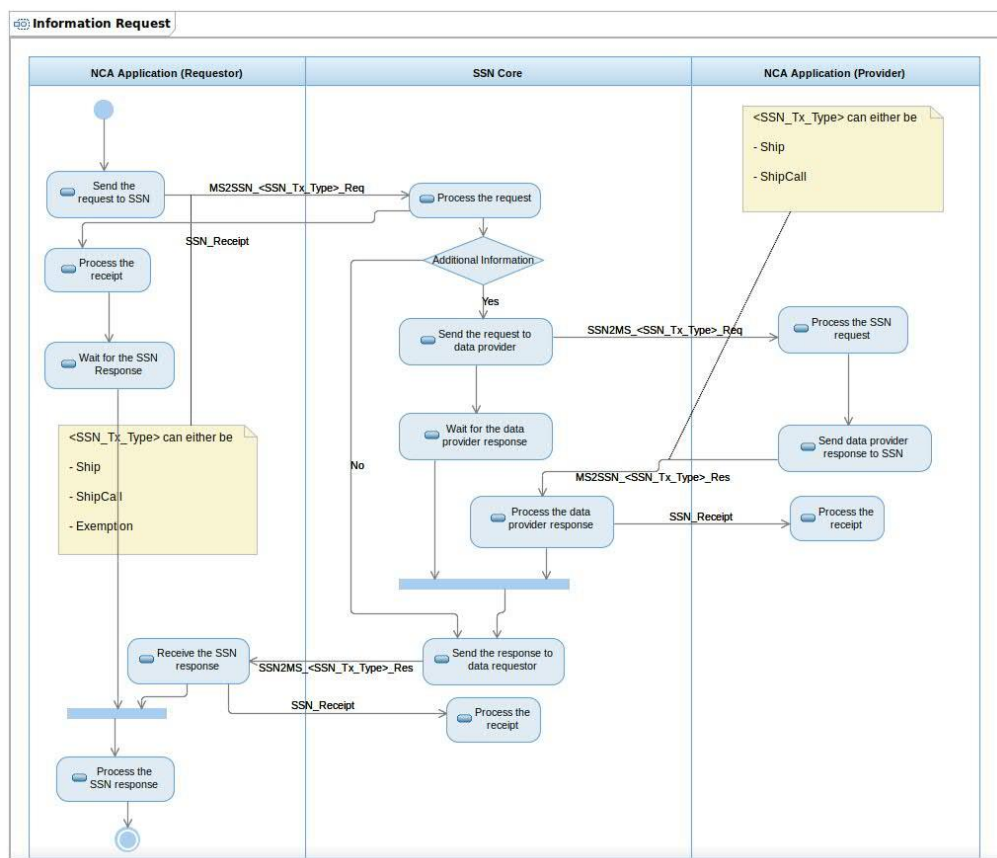 Information Request
NCA Application (Requestor)
SSN Core
NCA Application (Provider)
<SSN_Tx_Type> can either be
- Ship
- ShipCall
Send the
request to SSN
MS2SSN_<SSN_Tx_Type>_Req
Process the request
SSN_Receipt
Process the
receipt
Additional Information
Yes
Wait for the SSN
Response
Send the request to
data provider
SSN2MS_<SSN_Tx_Type>_Req
Process the SSN
request
<SSN_Tx_Type> can either be
- Ship
- ShipCall
- Exemption
Wait for the data
provider response
Send data provider
response to SSN
No
MS2SSN_<SSN_Tx_Type>_Res
Process the data
provider response
SSN_Receipt
Process the
receipt
Receive the SSN
response
SSN2MS_<SSN_Tx_Type>_Res
Send the response to
data requestor
SSN_Receipt
Process the
receipt
Process the
SSN response